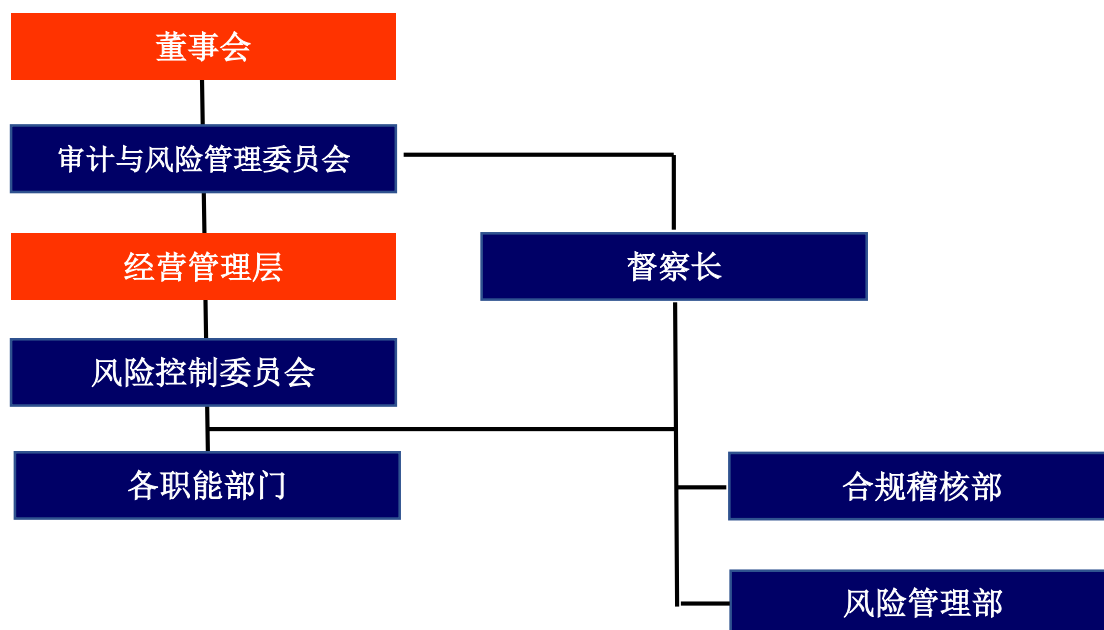 董事会
审计与风险管理委员会
经营管理层
督察长
风险控制委员会
各职能部门
合规稽核部
风险管理部